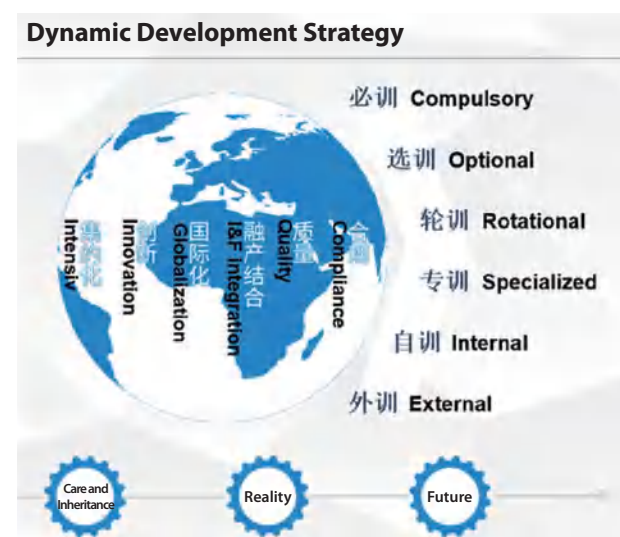 Dynamic Development Strategy
必训 Compulsory
选训 Optional
轮训 Rotational
专训 Specialized
自训 Internal
外训 External
集约化
Intensiv
创新
Innovation
国际化
Globalization
融产结合
I&F integration
质量
Quality
合规
Compliance
Care and
Inheritance
Reality
Future